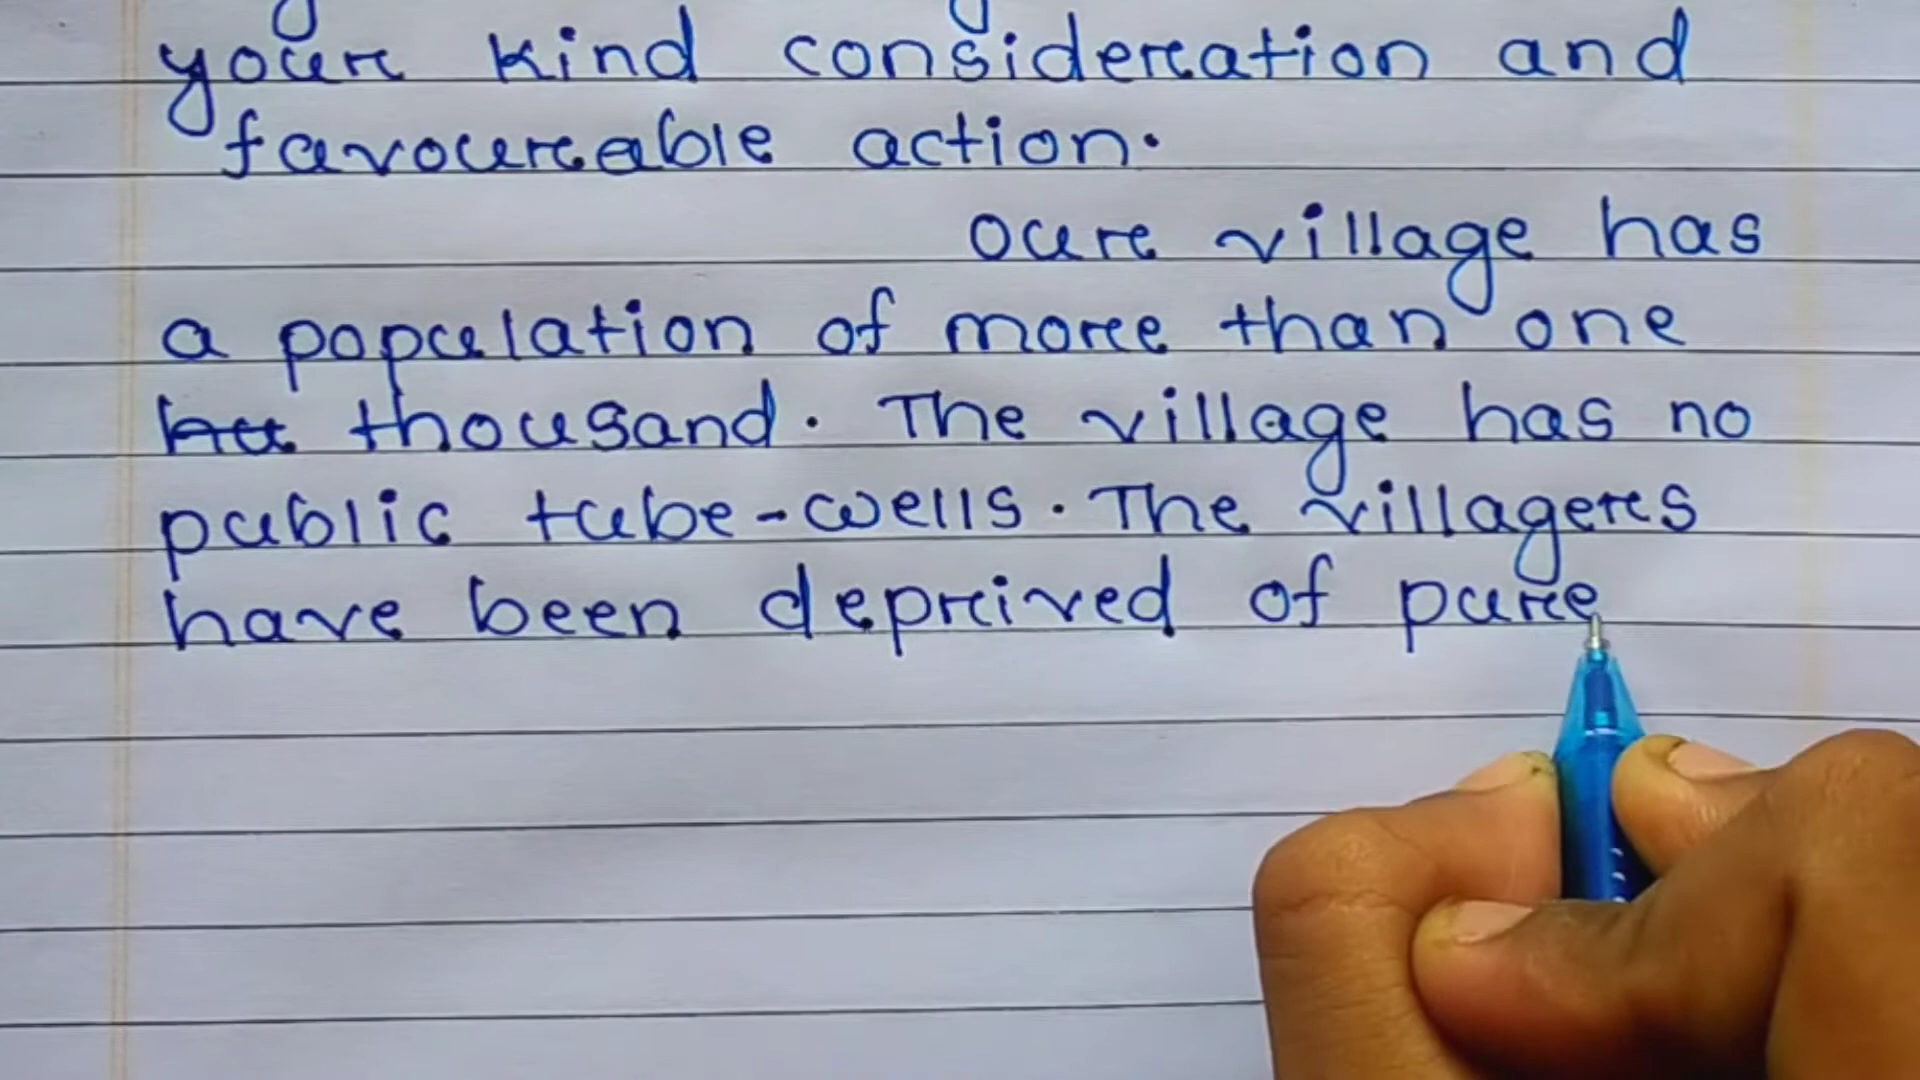 your kind consideration and
favourable action.
Our village has
a population of more than one
hu thousand. The village has no
public tube-wells. The villagers
have been deprived of pure